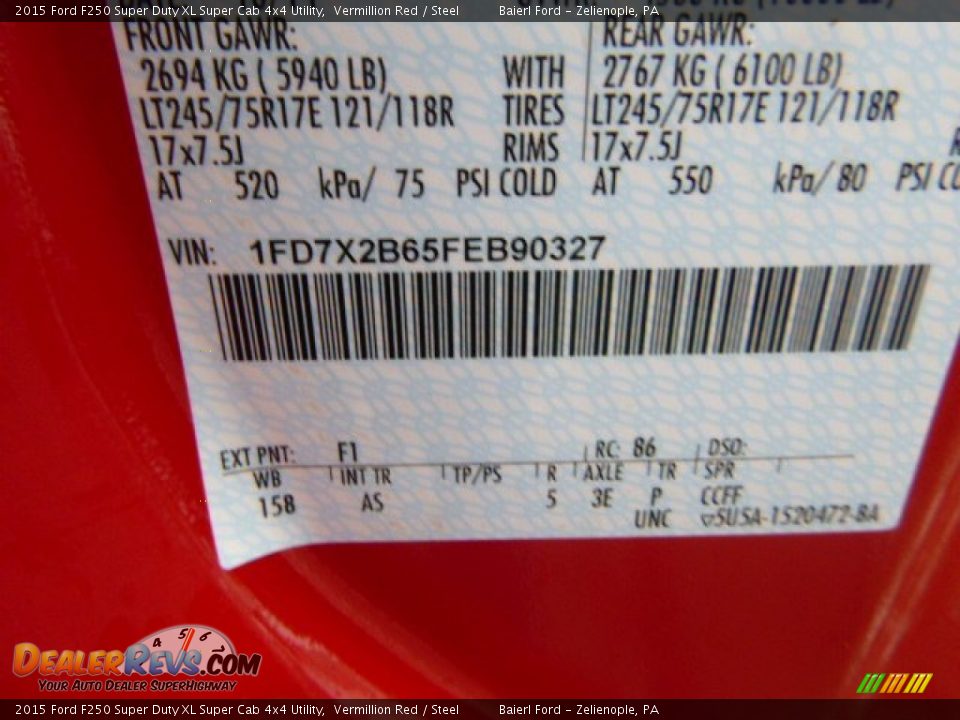 2015 Ford F250 Super Duty XL Super Cab 4x4 Utility,  Vermillion Red / Steel          Baierl Ford - Zelienople, PA
FRONT GAWR: REAR GAWR:
2694 KG ( 5940 LB) WITH 2767 KG ( 6100 LB)
LT245/75R17E 121/118R TIRES LT245/75R17E 121/118R
17x7.5J RIMS 17x7.5J
AT 520 kPa/ 75 PSI COLD AT 550 kPa/ 80 PSI
VIN: 1FD7X2B65FEB90327
EXT PNT: F1 RC: 86 DSO:
WB INT TR TP/PS R AXLE TR SPR
158 AS 5 3E P CCFF
UNC ▽SUSA-1520472-BA
4 5 6
DEALERREVS.COM
YOUR AUTO DEALER SUPERHIGHWAY
2015 Ford F250 Super Duty XL Super Cab 4x4 Utility,  Vermillion Red / Steel          Baierl Ford - Zelienople, PA